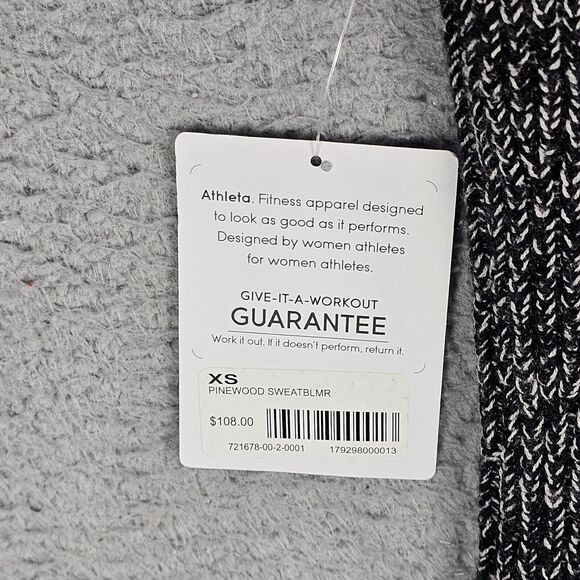 Athleta. Fitness apparel designed
to look as good as it performs.
Designed by women athletes
for women athletes.
GIVE-IT-A-WORKOUT
GUARANTEE
Work it out. If it doesn't perform, return it.
XS
PINEWOOD SWEATBLMR
$108.00
721678-00-2-0001 179298000013